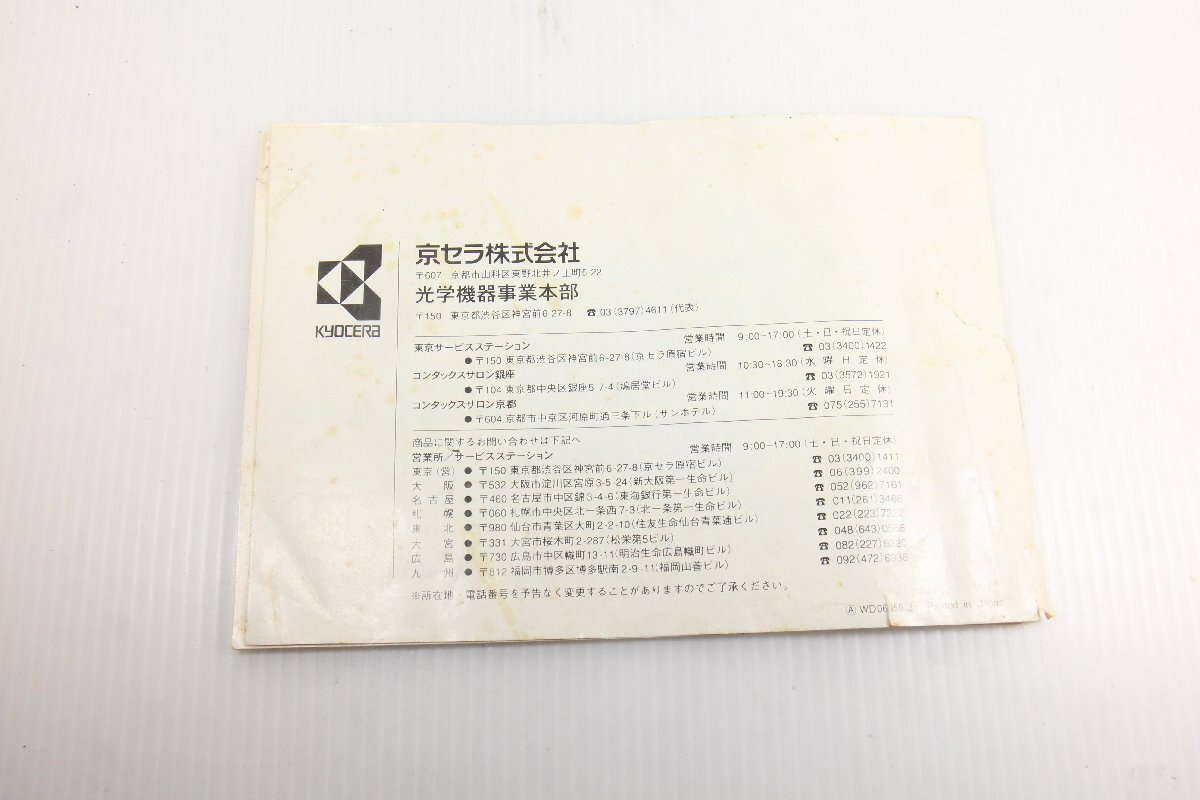 KYOCERA
京セラ株式会社
〒607 京都市山科区東野北井ノ上町5-22
光学機器事業本部
〒150 東京都渋谷区神宮前6-27-8 ☎03(3797)4611(代表)
東京サービスステーション 営業時間 9:00~17:00(土・日・祝日定休)
●〒150 東京都渋谷区神宮前6-27-8(京セラ原宿ビル) ☎03(3400)1422
コンタックスサロン銀座 営業時間 10:30~18:30(水曜日定休)
●〒104 東京都中央区銀座5-7-4(鳩居堂ビル) ☎03(3572)1921
コンタックスサロン京都 営業時間 11:00~19:30(火曜日定休)
●〒604 京都市中京区河原町通三条下ル(サンホテル) ☎075(255)7131
商品に関するお問い合わせは下記へ
営業所/サービスステーション 営業時間 9:00~17:00(土・日・祝日定休)
東京(営) ●〒150 東京都渋谷区神宮前6-27-8(京セラ原宿ビル) ☎03(3400)1411
大阪 ●〒532 大阪市淀川区宮原3-5-24(新大阪第一生命ビル) ☎06(399)2400
名古屋 ●〒460 名古屋市中区錦3-4-6(東海銀行第一生命ビル) ☎052(962)7161
札幌 ●〒060 札幌市中央区北一条西7-3(北一条第一生命ビル) ☎011(281)3466
東北 ●〒980 仙台市青葉区大町2-2-10(住友生命仙台青葉通ビル) ☎022(223)
大宮 ●〒331 大宮市桜木町2-287(松栄第5ビル) ☎048(643)
広島 ●〒730 広島市中区幟町13-11(明治生命広島幟町ビル) ☎082(227)
九州 ●〒812 福岡市博多区博多駅南2-9-11(福岡山善ビル) ☎092(472)
※所在地・電話番号を予告なく変更することがありますのでご了承ください。
Ⓐ Printed in Japan